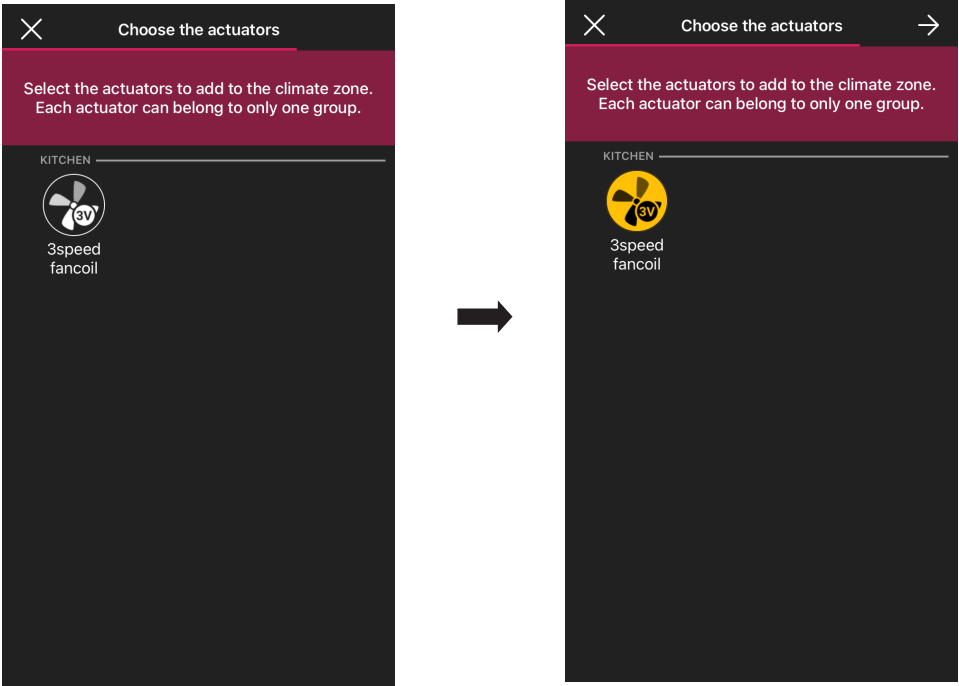 Choose the actuators
Select the actuators to add to the climate zone.
Each actuator can belong to only one group.
KITCHEN
3V
3speed
fancoil
Choose the actuators
Select the actuators to add to the climate zone.
Each actuator can belong to only one group.
KITCHEN
3V
3speed
fancoil